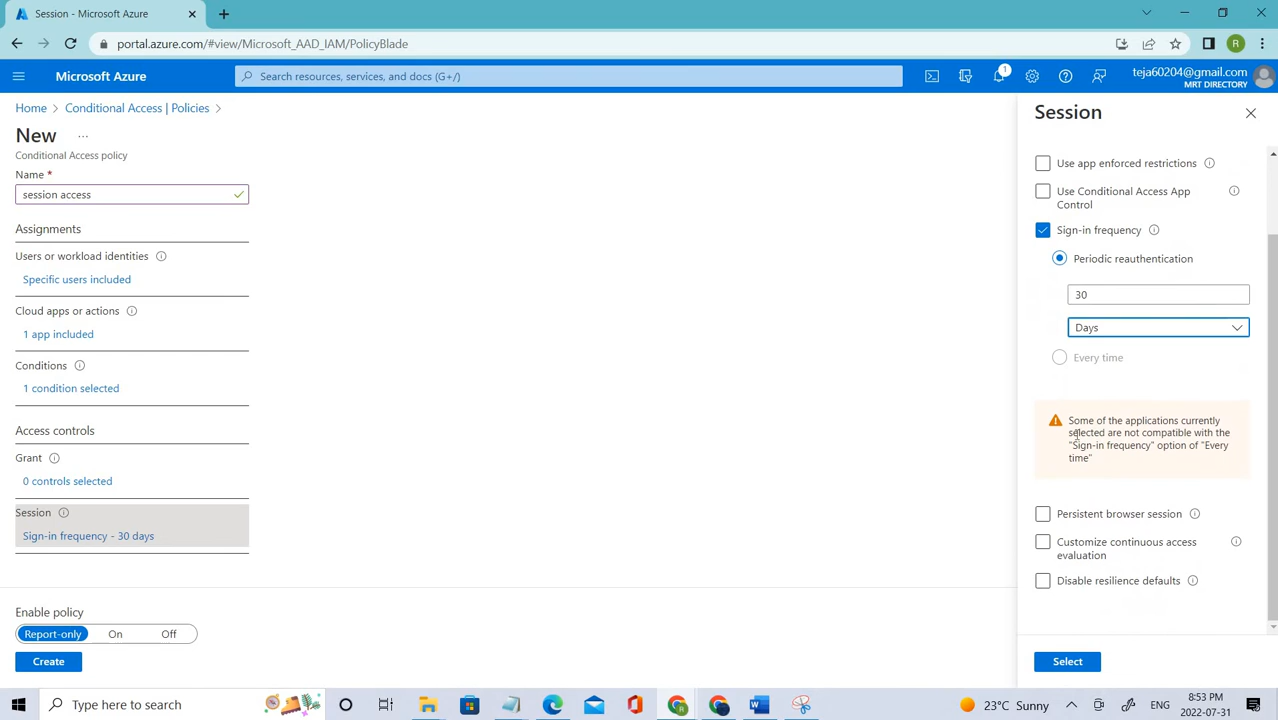 Session - Microsoft Azure
portal.azure.com/#view/Microsoft_AAD_IAM/PolicyBlade
R
Microsoft Azure
Search resources, services, and docs (G+/)
1
teja60204@gmail.com
MRT DIRECTORY
Home > Conditional Access | Policies >
New ...
Conditional Access policy
Name *
session access
Assignments
Users or workload identities
Specific users included
Cloud apps or actions
1 app included
Conditions
1 condition selected
Access controls
Grant
0 controls selected
Session
Sign-in frequency - 30 days
Enable policy
Report-only On Off
Create
Session
Use app enforced restrictions
Use Conditional Access App
Control
Sign-in frequency
Periodic reauthentication
30
Days
Every time
Some of the applications currently
selected are not compatible with the
"Sign-in frequency" option of "Every
time"
Persistent browser session
Customize continuous access
evaluation
Disable resilience defaults
Select
Type here to search
23°C Sunny
ENG
8:53 PM
2022-07-31